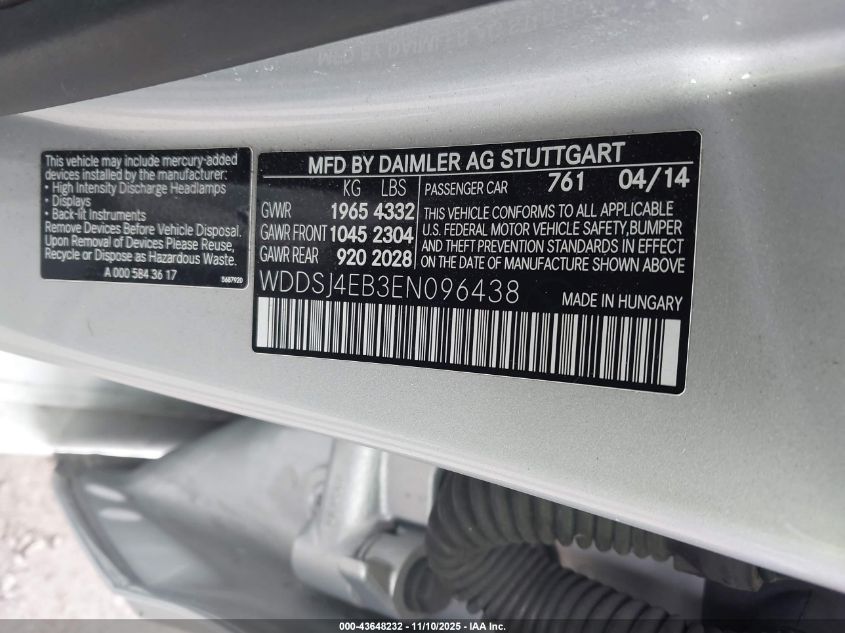 This vehicle may include mercury-added
devices installed by the manufacturer:
• High Intensity Discharge Headlamps
• Displays
• Back-lit Instruments
Remove Devices Before Vehicle Disposal.
Upon Removal of Devices Please Reuse,
Recycle or Dispose as Hazardous Waste.
A 000 584 36 17
5687920
MFD BY DAIMLER AG STUTTGART
KG LBS
GVWR 1965 4332
GAWR FRONT 1045 2304
GAWR REAR 920 2028
PASSENGER CAR 761 04/14
THIS VEHICLE CONFORMS TO ALL APPLICABLE
U.S. FEDERAL MOTOR VEHICLE SAFETY,BUMPER
AND THEFT PREVENTION STANDARDS IN EFFECT
ON THE DATE OF MANUFACTURE SHOWN ABOVE.
WDDSJ4EB3EN096438
MADE IN HUNGARY
000-43648232 — 11/10/2025 — IAA Inc.